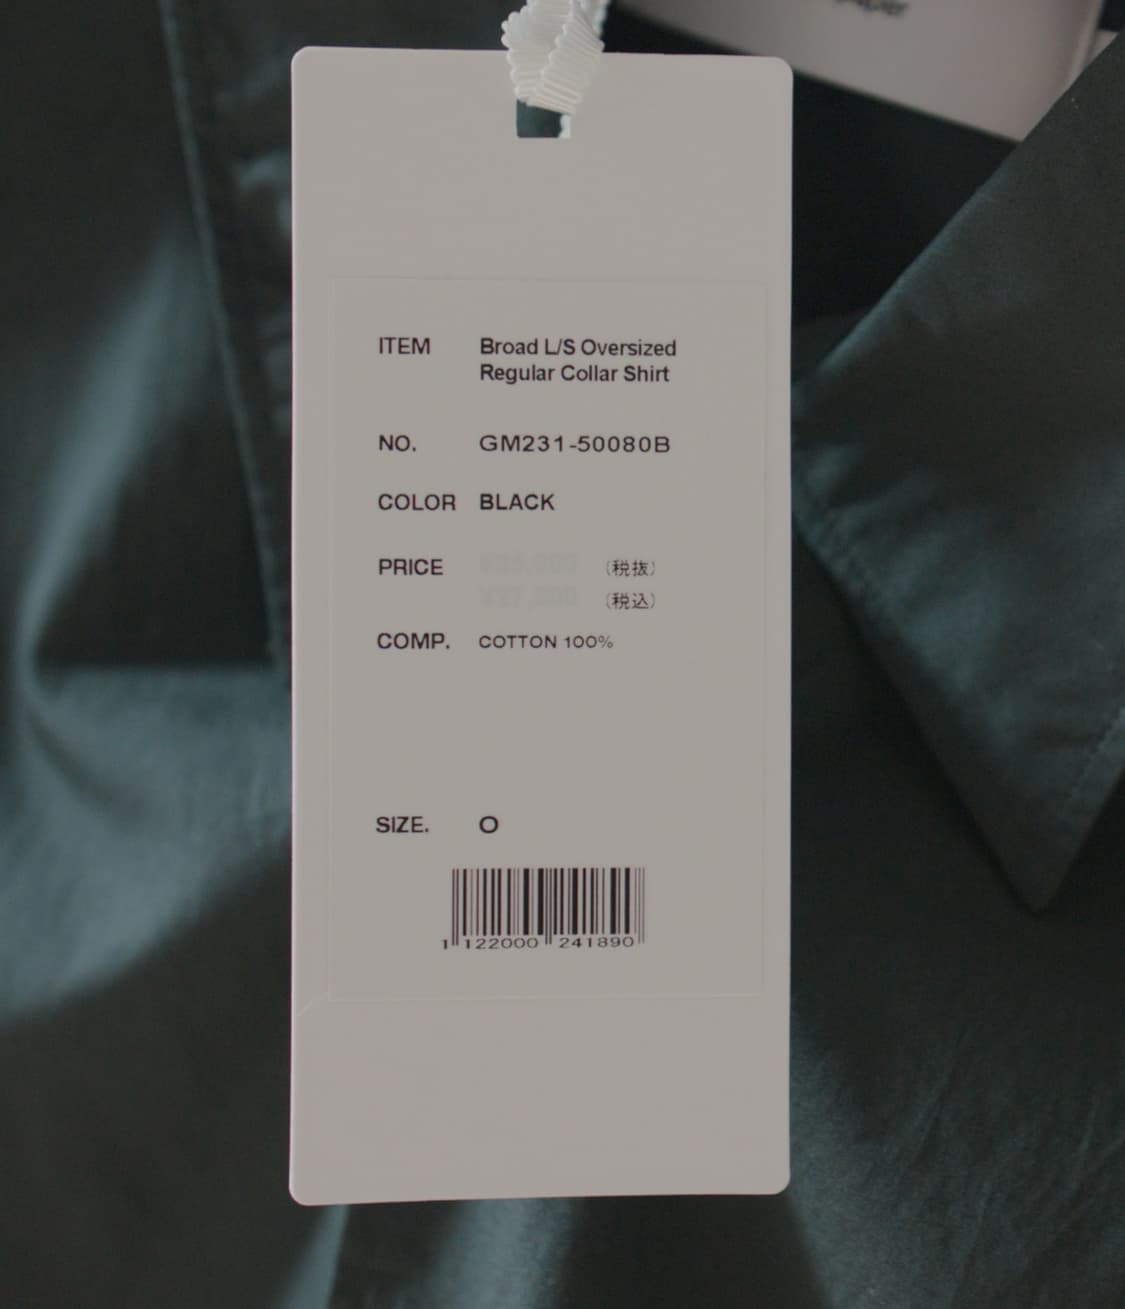 ITEM Broad L/S Oversized
Regular Collar Shirt
NO. GM231-50080B
COLOR BLACK
PRICE (税抜)
(税込)
COMP. COTTON 100%
SIZE. O
1 122000 241890